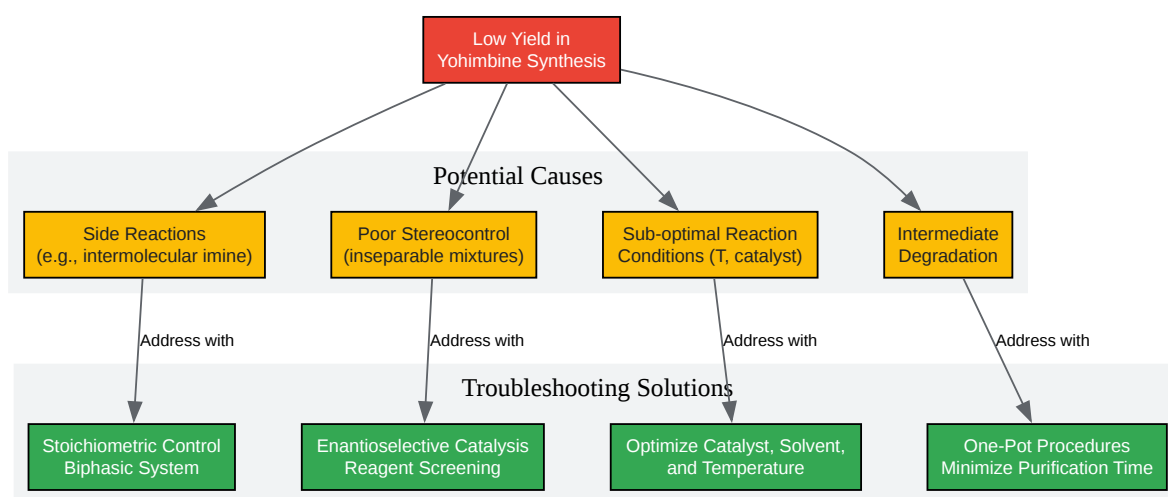 Low Yield in
Yohimbine Synthesis
Potential Causes
Side Reactions
(e.g., intermolecular imine)
Poor Stereocontrol
(inseparable mixtures)
Sub-optimal Reaction
Conditions (T, catalyst)
Intermediate
Degradation
Address with
Address with
Address with
Address with
Troubleshooting Solutions
Stoichiometric Control
Biphasic System
Enantioselective Catalysis
Reagent Screening
Optimize Catalyst, Solvent,
and Temperature
One-Pot Procedures
Minimize Purification Time